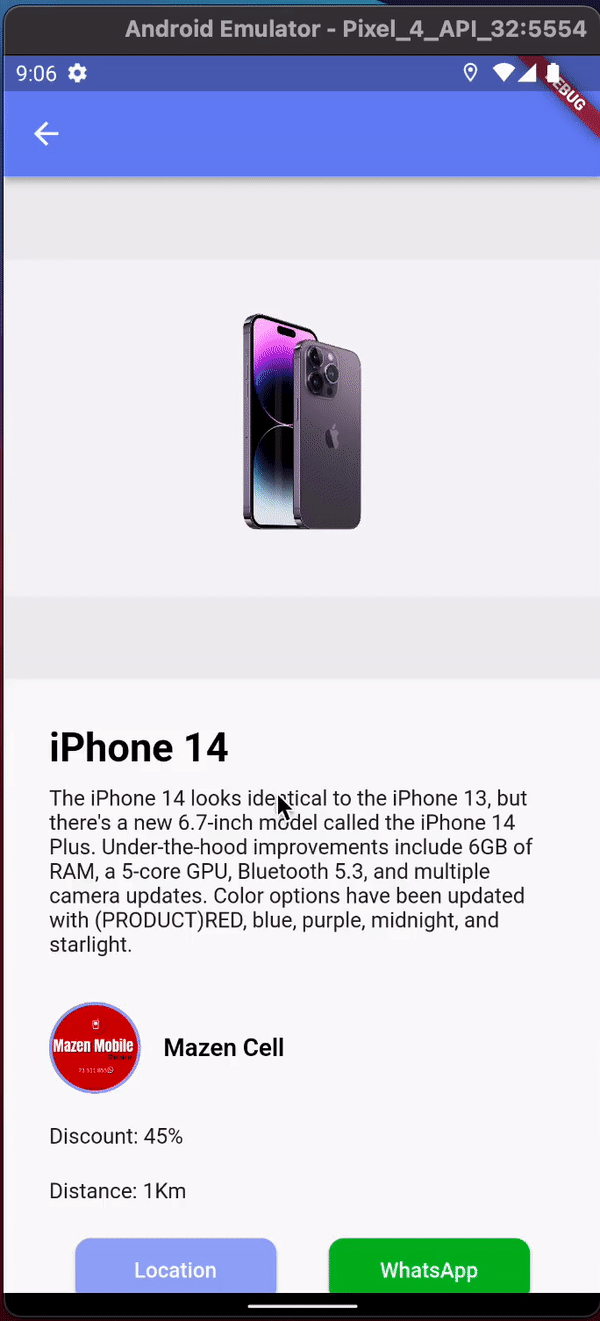 Android Emulator - Pixel_4_API_32:5554
9:06
EBUG
iPhone 14
The iPhone 14 looks identical to the iPhone 13, but
there's a new 6.7-inch model called the iPhone 14
Plus. Under-the-hood improvements include 6GB of
RAM, a 5-core GPU, Bluetooth 5.3, and multiple
camera updates. Color options have been updated
with (PRODUCT)RED, blue, purple, midnight, and
starlight.
Mazen Mobile
Mazen Cell
Discount: 45%
Distance: 1Km
Location
WhatsApp